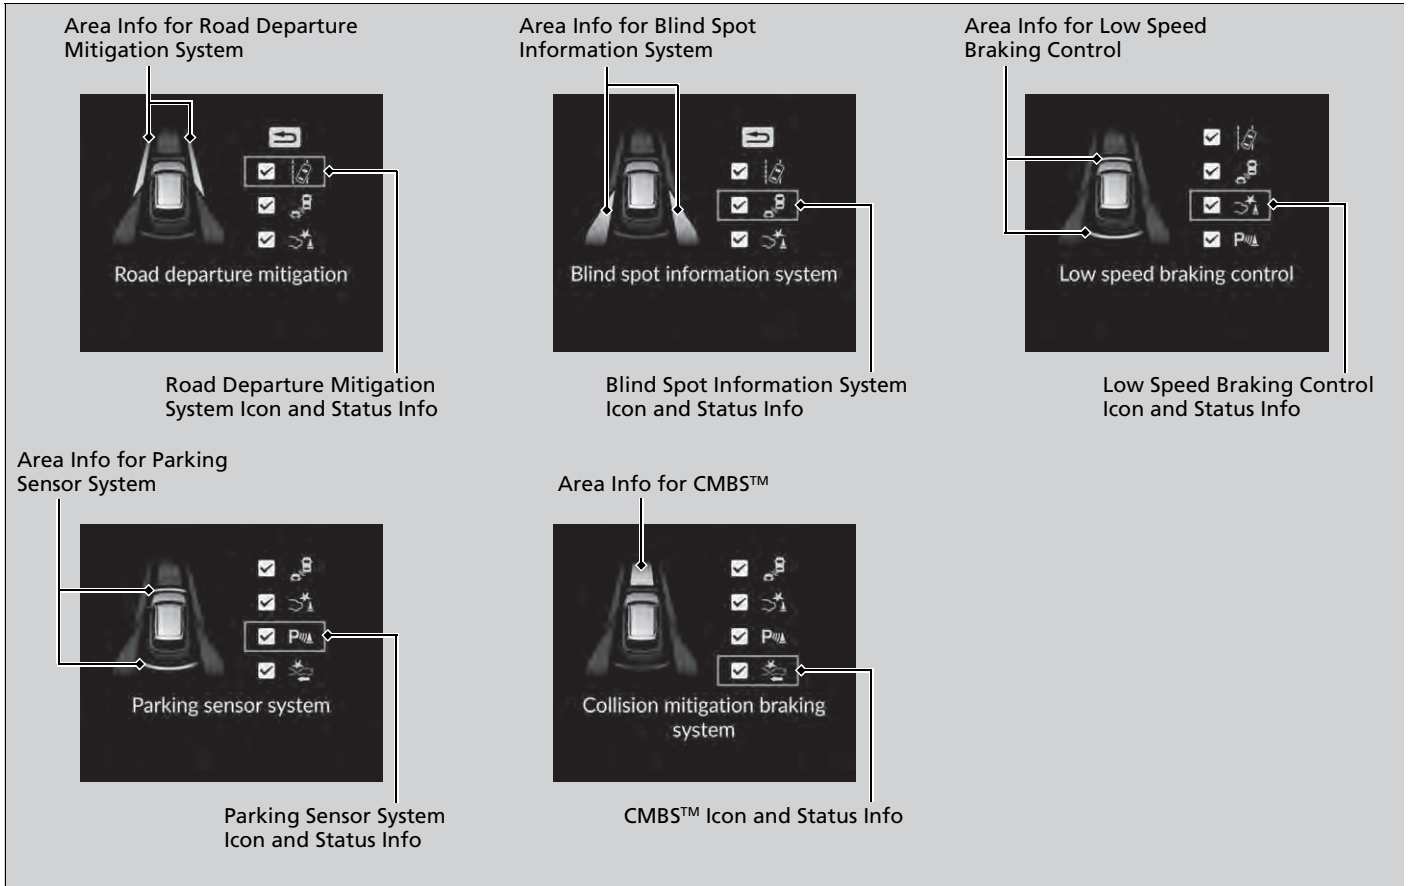 Area Info for Road Departure
Mitigation System
Area Info for Blind Spot
Information System
Area Info for Low Speed
Braking Control
Road departure mitigation
Blind spot information system
P
Low speed braking control
Road Departure Mitigation
System Icon and Status Info
Blind Spot Information System
Icon and Status Info
Low Speed Braking Control
Icon and Status Info
Area Info for Parking
Sensor System
Area Info for CMBS™
P
Parking sensor system
P
Collision mitigation braking
system
Parking Sensor System
Icon and Status Info
CMBS™ Icon and Status Info